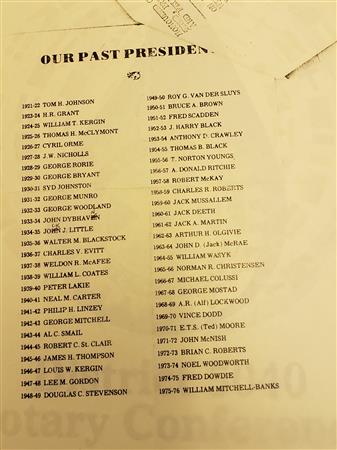 OUR PAST PRESIDEN
1921-22 TOM H. JOHNSON
1923-24 H.R. GRANT
1924-25 WILLIAM T. KERGIN
1925-26 THOMAS H. McCLYMONT
1926-27 CYRIL ORME
1927-28 J.W. NICHOLLS
1928-29 GEORGE RORIE
1929-30 GEORGE BRYANT
1930-31 SYD JOHNSTON
1931-32 GEORGE MUNRO
1932-33 GEORGE WOODLAND
1933-34 JOHN DYBHAVEN
1934-35 JOHN J. LITTLE
1935-36 WALTER M. BLACKSTOCK
1936-37 CHARLES V. EVITT
1937-38 WELDON R. McAFEE
1938-39 WILLIAM L. COATES
1939-40 PETER LAKIE
1940-41 NEAL M. CARTER
1941-42 PHILIP H. LINZEY
1942-43 GEORGE MITCHELL
1943-44 AL C. SMAIL
1944-45 ROBERT C. St. CLAIR
1945-46 JAMES H. THOMPSON
1946-47 LOUIS W. KERGIN
1947-48 LEE M. GORDON
1948-49 DOUGLAS C. STEVENSON
1949-50 ROY G. VAN DER SLUYS
1950-51 BRUCE A. BROWN
1951-52 FRED SCADDEN
1952-53 J. HARRY BLACK
1953-54 ANTHONY D. CRAWLEY
1954-55 THOMAS B. BLACK
1955-56 T. NORTON YOUNGS
1956-57 A. DONALD RITCHIE
1957-58 ROBERT McKAY
1958-59 CHARLES R. ROBERTS
1959-60 JACK MUSSALLEM
1960-61 JACK DEETH
1961-62 JACK A. MARTIN
1962-63 ARTHUR H. OLGIVIE
1963-64 JOHN D. (Jack) McRAE
1964-65 WILLIAM WASYK
1965-66 NORMAN R. CHRISTENSEN
1966-67 MICHAEL COLUSSI
1967-68 GEORGE MOSTAD
1968-69 A.R. (Alf) LOCKWOOD
1969-70 VINCE DODD
1970-71 E.T.S. (Ted) MOORE
1971-72 JOHN McNISH
1972-73 BRIAN C. ROBERTS
1973-74 NOEL WOODWORTH
1974-75 FRED DOWDIE
1975-76 WILLIAM MITCHELL-BANKS